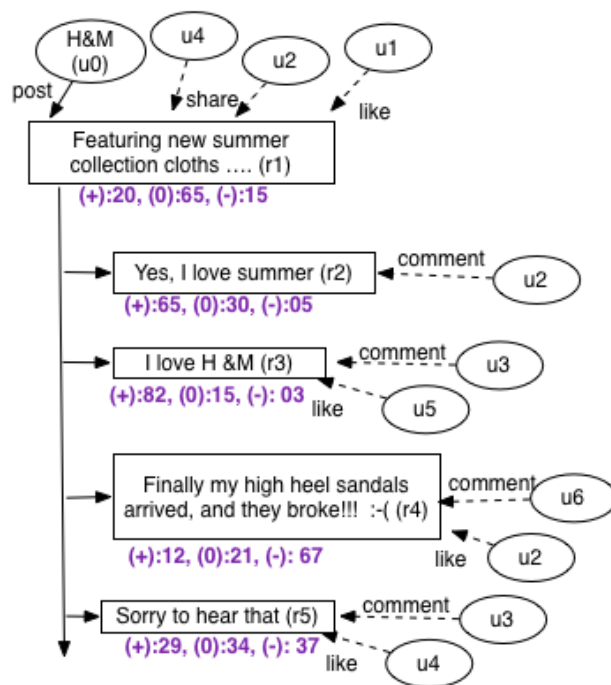 H&M
(u0)
u4
u2
u1
post
share
like
Featuring new summer
collection cloths .... (r1)
(+):20, (0):65, (-):15
Yes, I love summer (r2)
comment
u2
(+):65, (0):30, (-):05
I love H &M (r3)
comment
u3
(+):82, (0):15, (-): 03
like
u5
Finally my high heel sandals
arrived, and they broke!!! :-( (r4)
comment
u6
(+):12, (0):21, (-): 67
like
u2
Sorry to hear that (r5)
comment
u3
(+):29, (0):34, (-): 37
like
u4